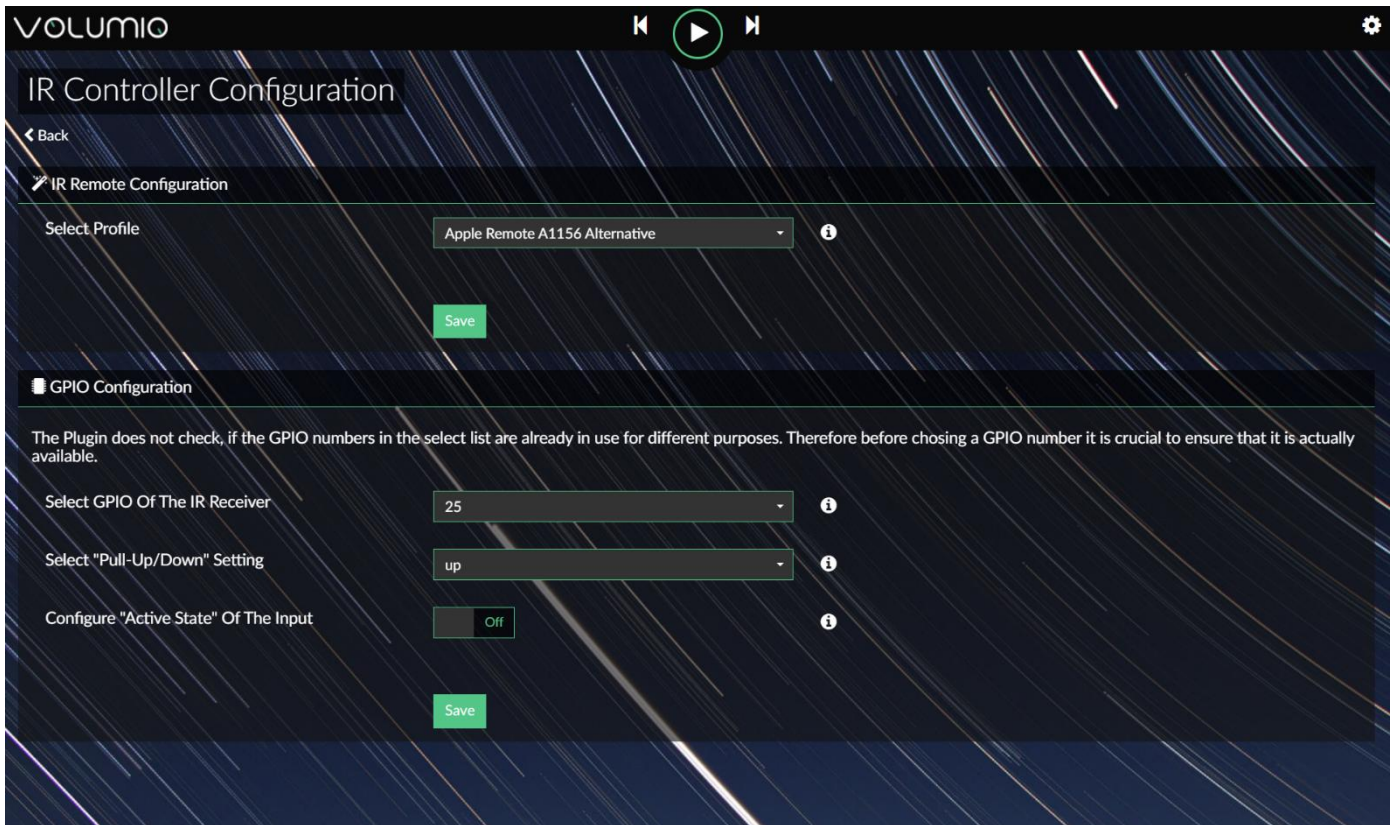 VOLUMIO
IR Controller Configuration
Back
IR Remote Configuration
Select Profile
Apple Remote A1156 Alternative
Save
GPIO Configuration
The Plugin does not check, if the GPIO numbers in the select list are already in use for different purposes. Therefore before chosing a GPIO number it is crucial to ensure that it is actually
available.
Select GPIO Of The IR Receiver
25
Select "Pull-Up/Down" Setting
up
Configure "Active State" Of The Input
Off
Save